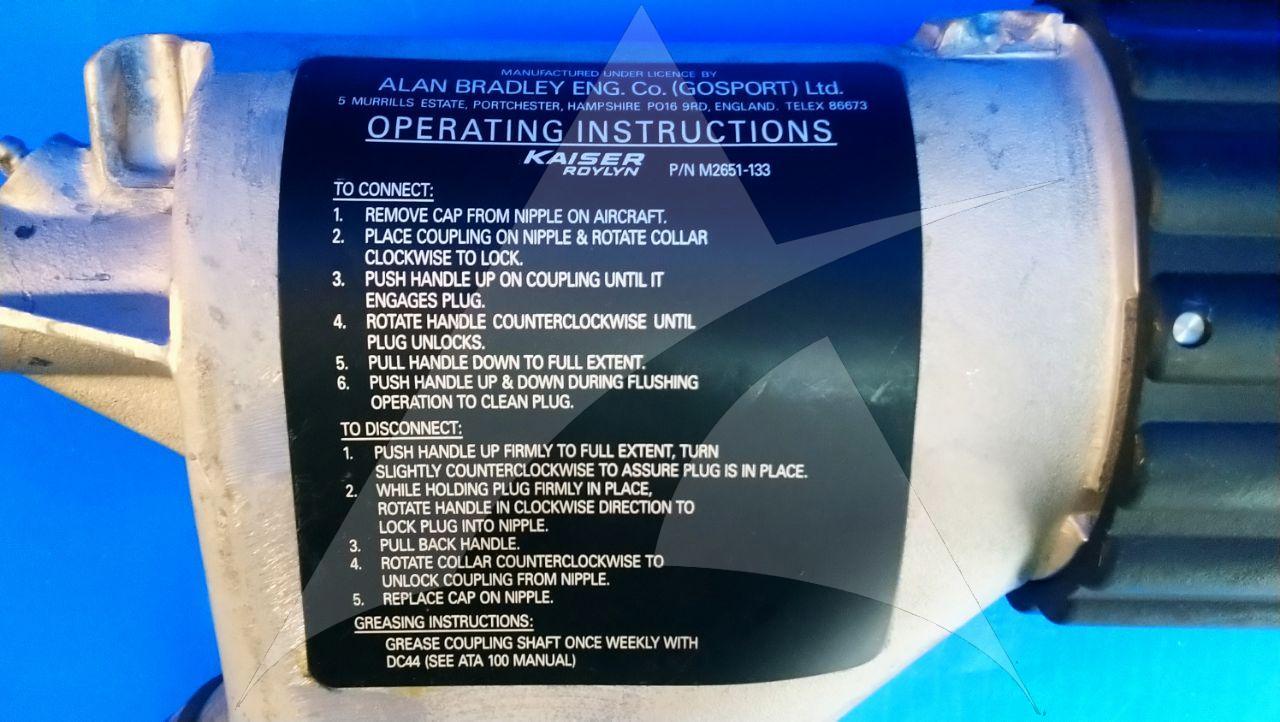 MANUFACTURED UNDER LICENCE BY
ALAN BRADLEY ENG. Co. (GOSPORT) Ltd.
5 MURRILLS ESTATE, PORTCHESTER, HAMPSHIRE PO16 9RD, ENGLAND. TELEX 86673
OPERATING INSTRUCTIONS
KAISER
ROYLYN P/N M2651-133
TO CONNECT:
1. REMOVE CAP FROM NIPPLE ON AIRCRAFT.
2. PLACE COUPLING ON NIPPLE & ROTATE COLLAR
CLOCKWISE TO LOCK.
3. PUSH HANDLE UP ON COUPLING UNTIL IT
ENGAGES PLUG.
4. ROTATE HANDLE COUNTERCLOCKWISE UNTIL
PLUG UNLOCKS.
5. PULL HANDLE DOWN TO FULL EXTENT.
6. PUSH HANDLE UP & DOWN DURING FLUSHING
OPERATION TO CLEAN PLUG.
TO DISCONNECT:
1. PUSH HANDLE UP FIRMLY TO FULL EXTENT, TURN
SLIGHTLY COUNTERCLOCKWISE TO ASSURE PLUG IS IN PLACE.
2. WHILE HOLDING PLUG FIRMLY IN PLACE,
ROTATE HANDLE IN CLOCKWISE DIRECTION TO
LOCK PLUG INTO NIPPLE.
3. PULL BACK HANDLE.
4. ROTATE COLLAR COUNTERCLOCKWISE TO
UNLOCK COUPLING FROM NIPPLE.
5. REPLACE CAP ON NIPPLE.
GREASING INSTRUCTIONS:
GREASE COUPLING SHAFT ONCE WEEKLY WITH
DC44 (SEE ATA 100 MANUAL)